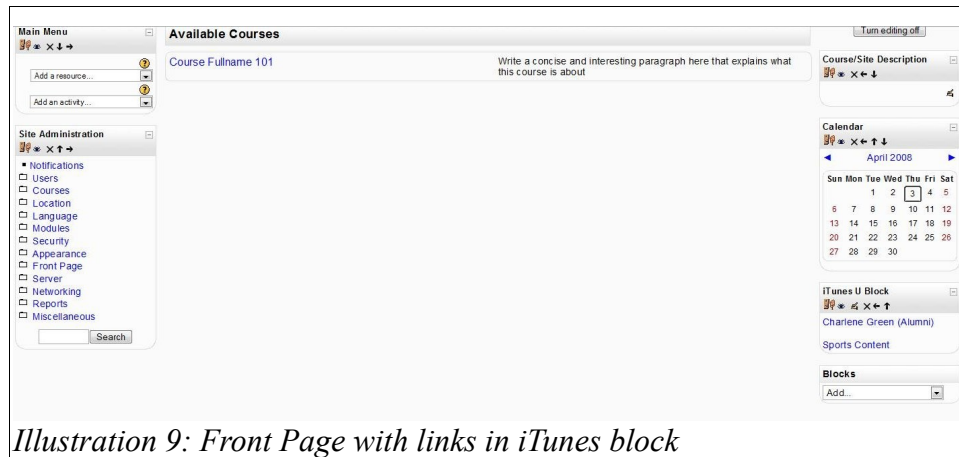 Main Menu
Add a resource...
Add an activity...
Site Administration
Notifications
Users
Courses
Location
Language
Modules
Security
Appearance
Front Page
Server
Networking
Reports
Miscellaneous
Search
Available Courses
Course Fullname 101
Write a concise and interesting paragraph here that explains what
this course is about
Turn editing off
Course/Site Description
Calendar
April 2008
Sun Mon Tue Wed Thu Fri Sat
1 2 3 4 5
6 7 8 9 10 11 12
13 14 15 16 17 18 19
20 21 22 23 24 25 26
27 28 29 30
iTunes U Block
Charlene Green (Alumni)
Sports Content
Blocks
Add...
Illustration 9: Front Page with links in iTunes block